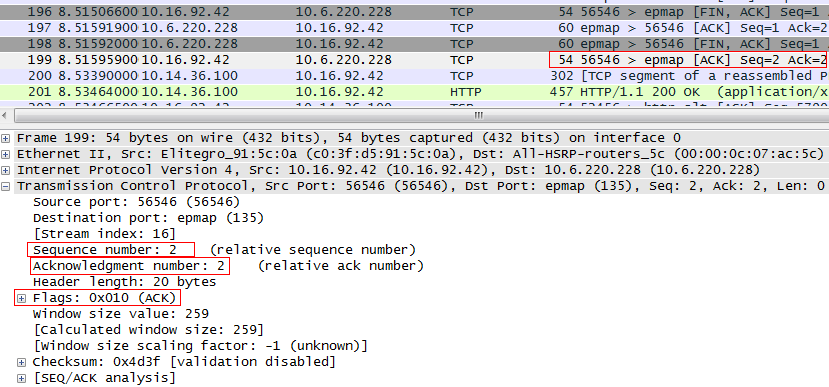 196 8.51506600 10.16.92.42 10.6.220.228 TCP 54 56546 > epmap [FIN, ACK] Seq=1
197 8.51591900 10.6.220.228 10.16.92.42 TCP 60 epmap > 56546 [ACK] Seq=1 Ack=2
198 8.51592000 10.6.220.228 10.16.92.42 TCP 60 epmap > 56546 [FIN, ACK] Seq=1
199 8.51595900 10.16.92.42 10.6.220.228 TCP 54 56546 > epmap [ACK] Seq=2 Ack=2
200 8.53390000 10.14.36.100 10.16.92.42 TCP 302 [TCP segment of a reassembled P
201 8.53464000 10.14.36.100 10.16.92.42 HTTP 457 HTTP/1.1 200 OK (application/x
Frame 199: 54 bytes on wire (432 bits), 54 bytes captured (432 bits) on interface 0
Ethernet II, Src: Elitegro_91:5c:0a (c0:3f:d5:91:5c:0a), Dst: All-HSRP-routers_5c (00:00:0c:07:ac:5c)
Internet Protocol Version 4, Src: 10.16.92.42 (10.16.92.42), Dst: 10.6.220.228 (10.6.220.228)
Transmission Control Protocol, Src Port: 56546 (56546), Dst Port: epmap (135), Seq: 2, Ack: 2, Len: 0
Source port: 56546 (56546)
Destination port: epmap (135)
[Stream index: 16]
Sequence number: 2 (relative sequence number)
Acknowledgment number: 2 (relative ack number)
Header length: 20 bytes
Flags: 0x010 (ACK)
Window size value: 259
[Calculated window size: 259]
[Window size scaling factor: -1 (unknown)]
Checksum: 0x4d3f [validation disabled]
[SEQ/ACK analysis]